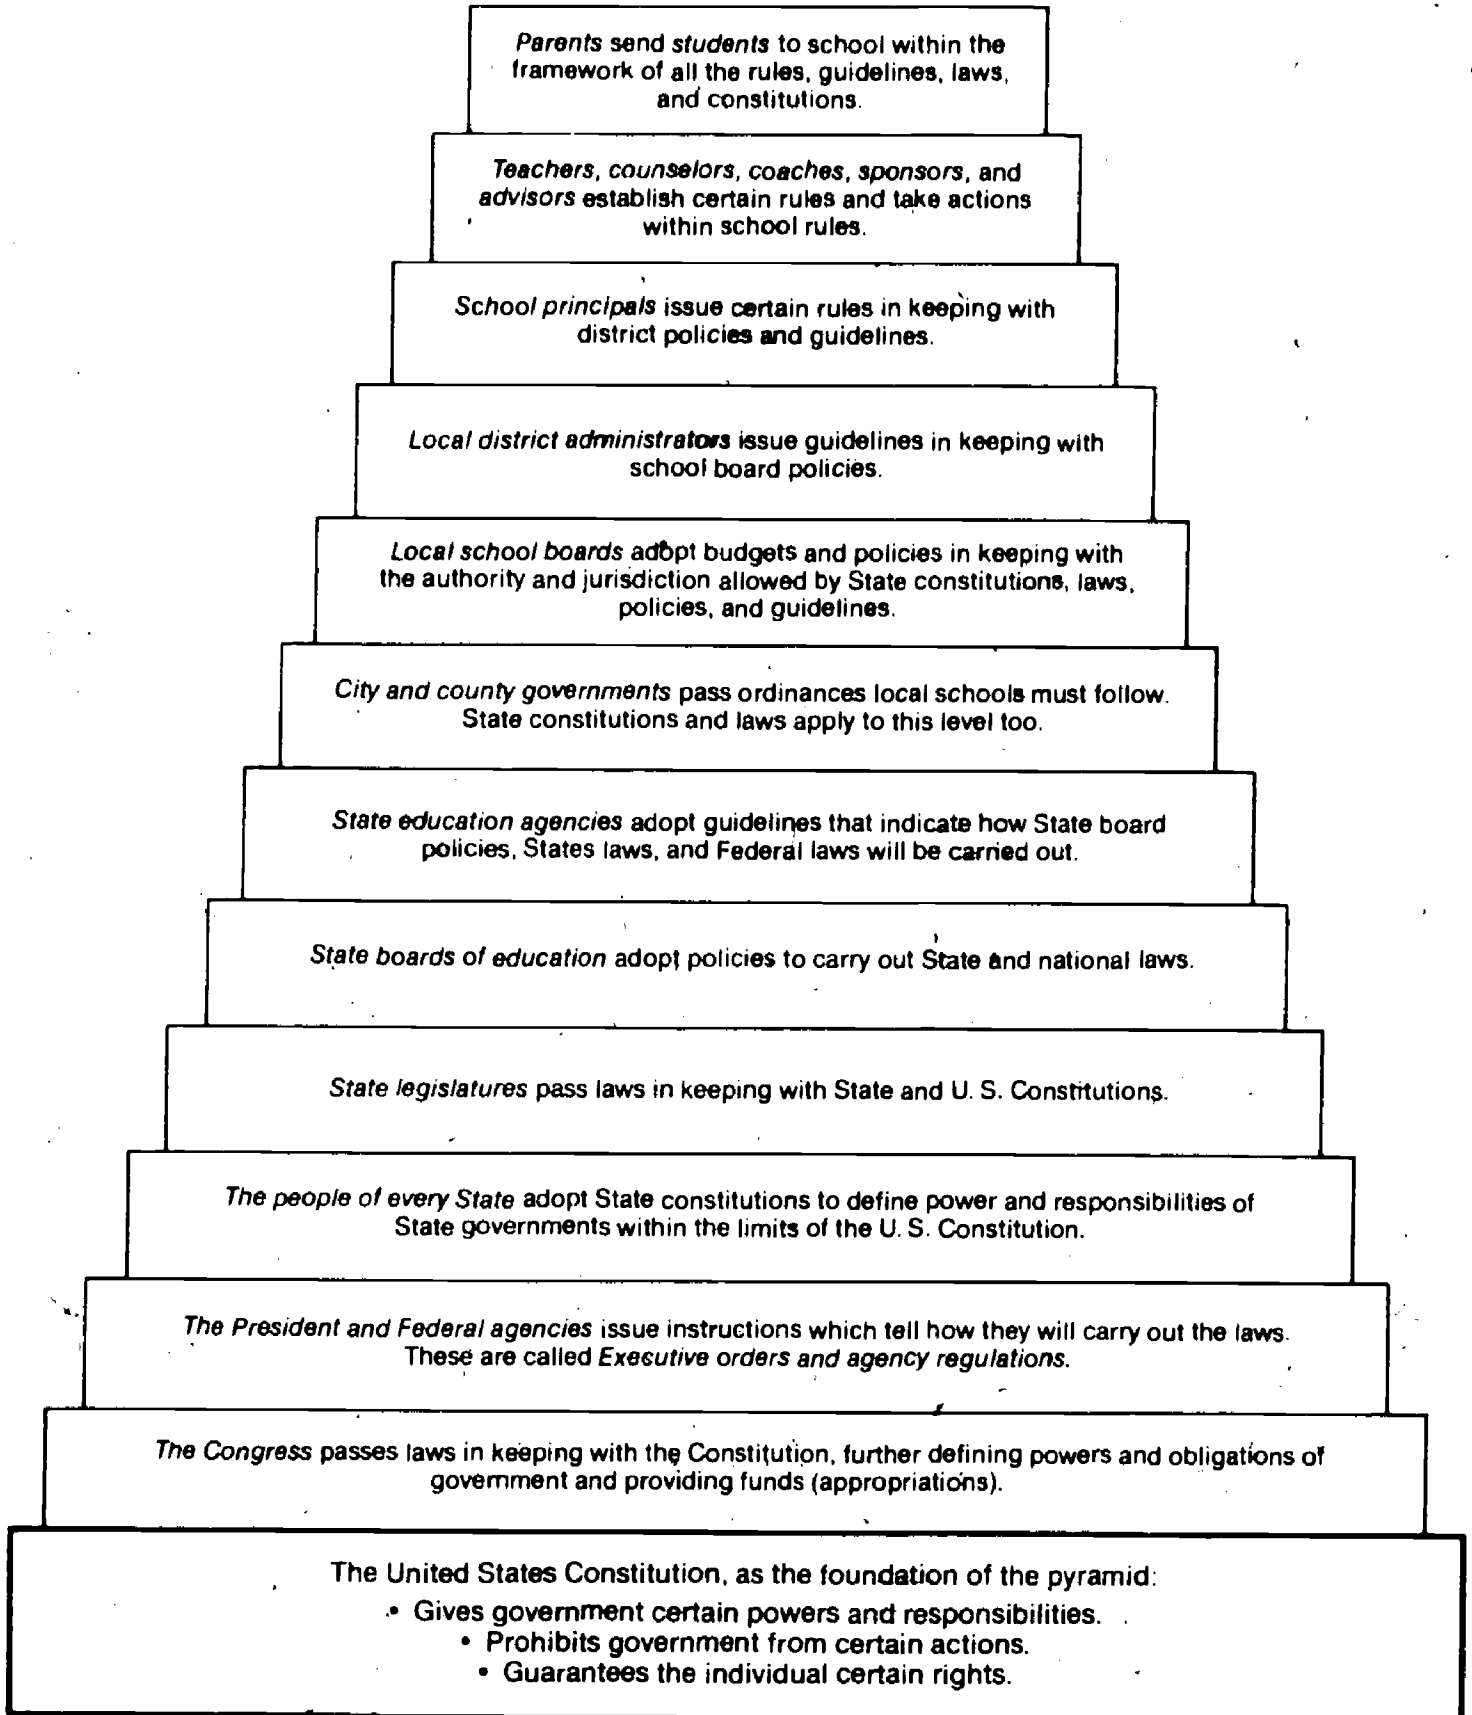 Parents send students to school within the
framework of all the rules, guidelines, laws,
and constitutions.
Teachers, counselors, coaches, sponsors, and
advisors establish certain rules and take actions
within school rules.
School principals issue certain rules in keeping with
district policies and guidelines.
Local district administrators issue guidelines in keeping with
school board policies.
Local school boards adopt budgets and policies in keeping with
the authority and jurisdiction allowed by State constitutions, laws,
policies, and guidelines.
City and county governments pass ordinances local schools must follow.
State constitutions and laws apply to this level too.
State education agencies adopt guidelines that indicate how State board
policies, States laws, and Federal laws will be carried out.
State boards of education adopt policies to carry out State and national laws.
State legislatures pass laws in keeping with State and U. S. Constitutions.
The people of every State adopt State constitutions to define power and responsibilities of
State governments within the limits of the U. S. Constitution.
The President and Federal agencies issue instructions which tell how they will carry out the laws.
These are called Executive orders and agency regulations.
The Congress passes laws in keeping with the Constitution, further defining powers and obligations of
government and providing funds (appropriations).
The United States Constitution, as the foundation of the pyramid:
• Gives government certain powers and responsibilities.
• Prohibits government from certain actions.
• Guarantees the individual certain rights.